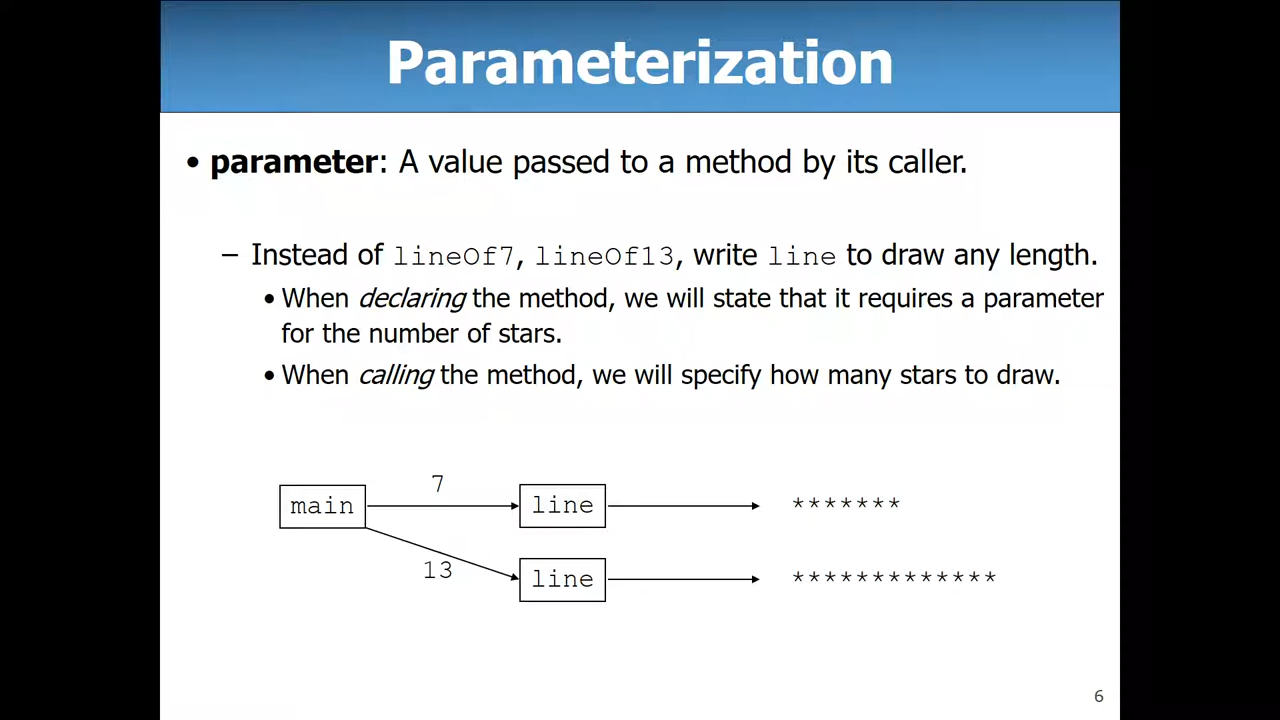 Parameterization
• parameter: A value passed to a method by its caller.
– Instead of lineOf7, lineOf13, write line to draw any length.
• When declaring the method, we will state that it requires a parameter
for the number of stars.
• When calling the method, we will specify how many stars to draw.
7
main
line
*******
13
line
*************
6